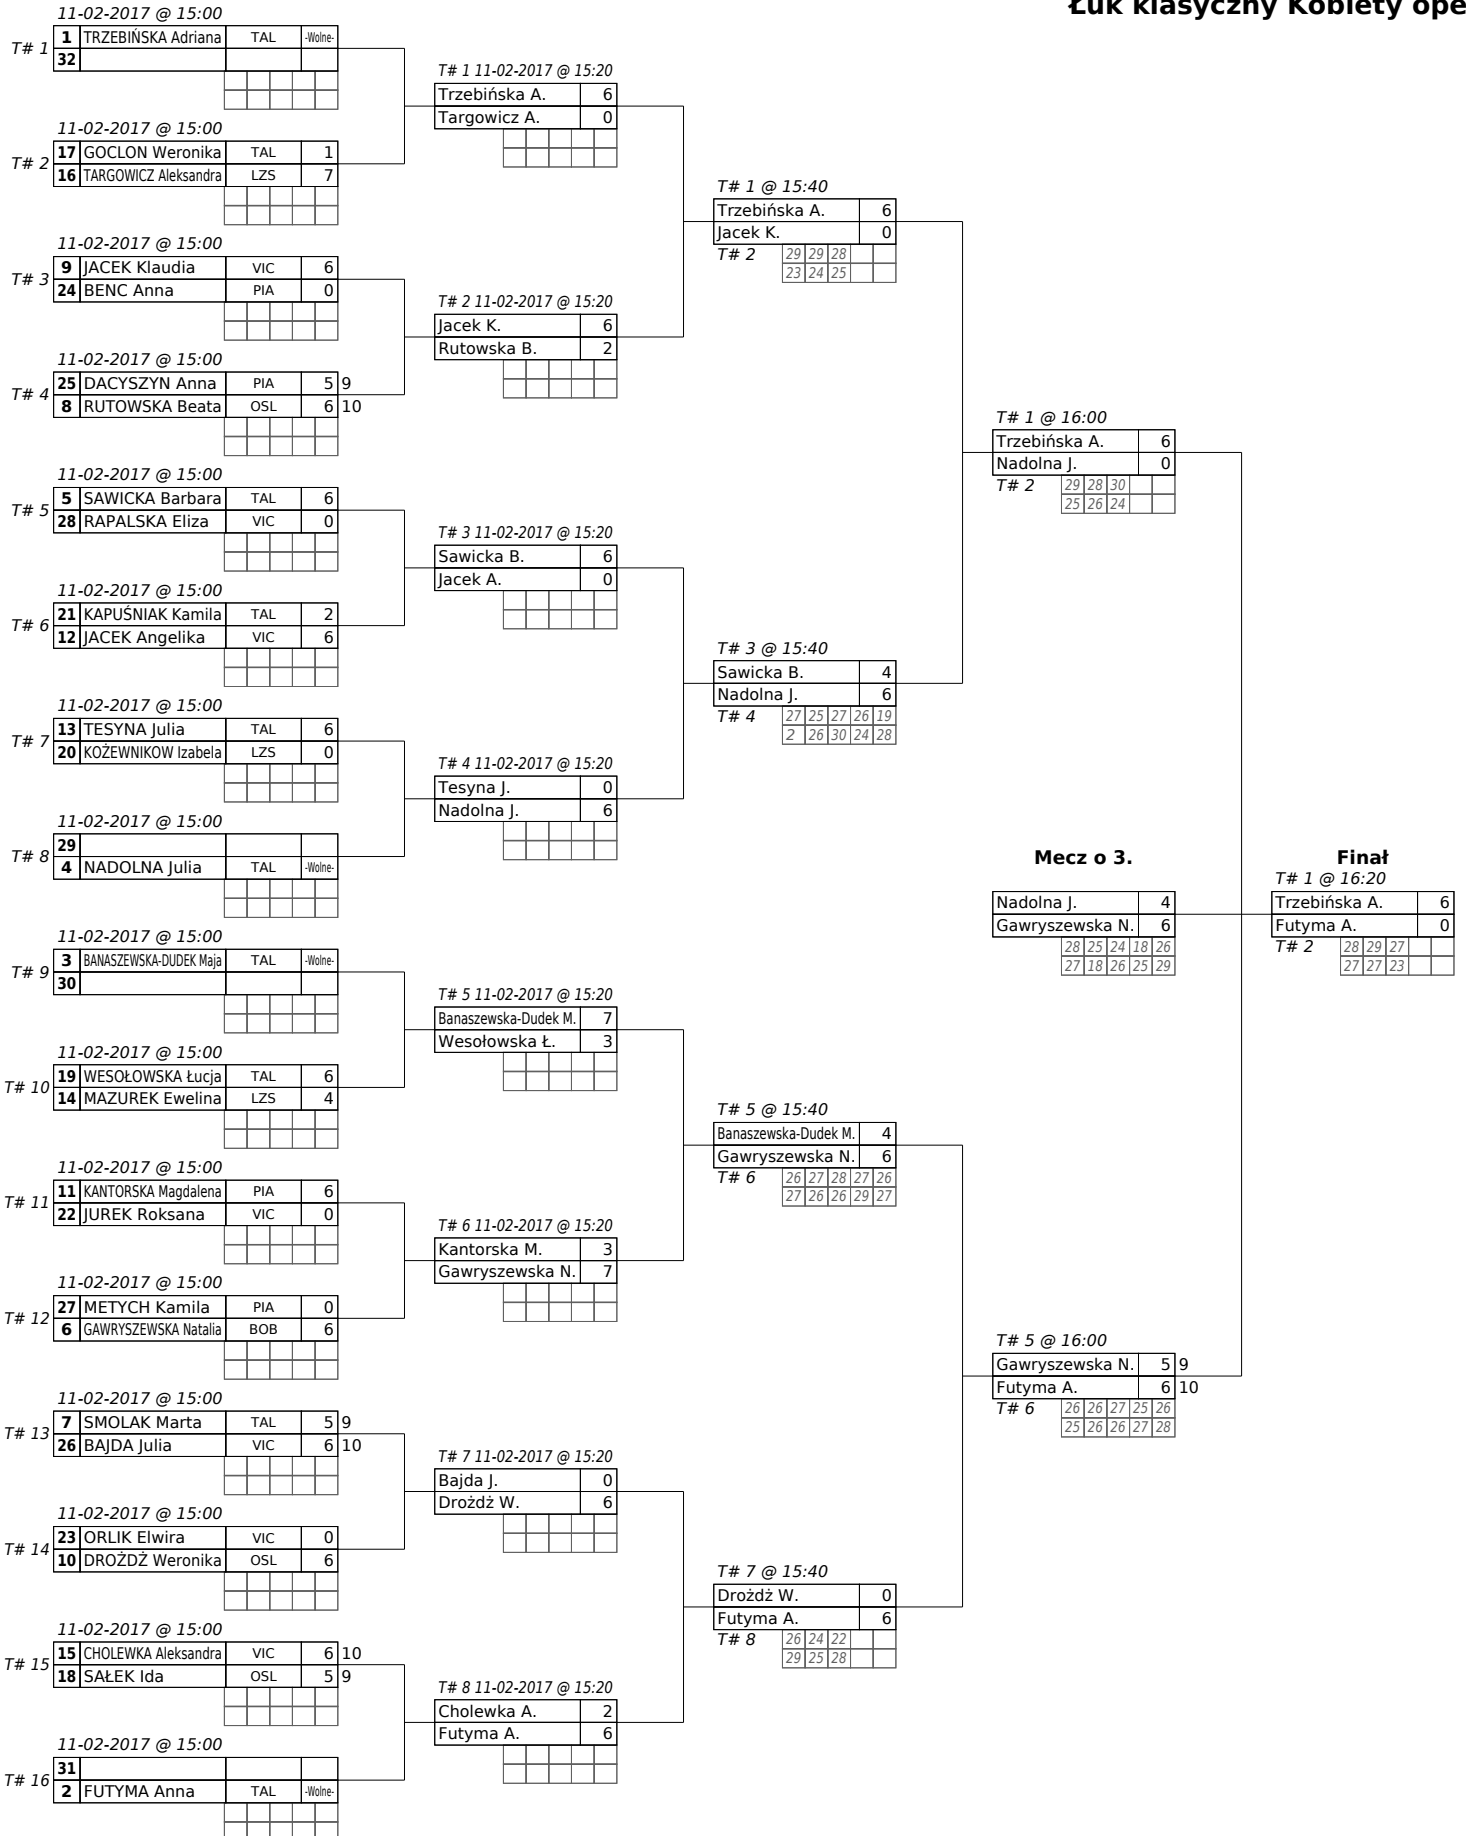 Łuk klasyczny Kobiety ope
11-02-2017 @ 15:00
T# 1
1 TRZEBIŃSKA Adriana TAL -Wolne-
32
11-02-2017 @ 15:00
T# 2
17 GOCLON Weronika TAL 1
16 TARGOWICZ Aleksandra LZS 7
11-02-2017 @ 15:00
T# 3
9 JACEK Klaudia VIC 6
24 BENC Anna PIA 0
11-02-2017 @ 15:00
T# 4
25 DACYSZYN Anna PIA 5 9
8 RUTOWSKA Beata OSL 6 10
11-02-2017 @ 15:00
T# 5
5 SAWICKA Barbara TAL 6
28 RAPALSKA Eliza VIC 0
11-02-2017 @ 15:00
T# 6
21 KAPUŚNIAK Kamila TAL 2
12 JACEK Angelika VIC 6
11-02-2017 @ 15:00
T# 7
13 TESYNA Julia TAL 6
20 KOŻEWNIKOW Izabela LZS 0
11-02-2017 @ 15:00
T# 8
29
4 NADOLNA Julia TAL -Wolne-
11-02-2017 @ 15:00
T# 9
3 BANASZEWSKA-DUDEK Maja TAL -Wolne-
30
11-02-2017 @ 15:00
T# 10
19 WESOŁOWSKA Łucja TAL 6
14 MAZUREK Ewelina LZS 4
11-02-2017 @ 15:00
T# 11
11 KANTORSKA Magdalena PIA 6
22 JUREK Roksana VIC 0
11-02-2017 @ 15:00
T# 12
27 METYCH Kamila PIA 0
6 GAWRYSZEWSKA Natalia BOB 6
11-02-2017 @ 15:00
T# 13
7 SMOLAK Marta TAL 5 9
26 BAJDA Julia VIC 6 10
11-02-2017 @ 15:00
T# 14
23 ORLIK Elwira VIC 0
10 DROŻDŻ Weronika OSL 6
11-02-2017 @ 15:00
T# 15
15 CHOLEWKA Aleksandra VIC 6 10
18 SAŁEK Ida OSL 5 9
11-02-2017 @ 15:00
T# 16
31
2 FUTYMA Anna TAL -Wolne-
T# 1 11-02-2017 @ 15:20
Trzebińska A. 6
Targowicz A. 0
T# 2 11-02-2017 @ 15:20
Jacek K. 6
Rutowska B. 2
T# 3 11-02-2017 @ 15:20
Sawicka B. 6
Jacek A. 0
T# 4 11-02-2017 @ 15:20
Tesyna J. 0
Nadolna J. 6
T# 5 11-02-2017 @ 15:20
Banaszewska-Dudek M. 7
Wesołowska Ł. 3
T# 6 11-02-2017 @ 15:20
Kantorska M. 3
Gawryszewska N. 7
T# 7 11-02-2017 @ 15:20
Bajda J. 0
Drożdż W. 6
T# 8 11-02-2017 @ 15:20
Cholewka A. 2
Futyma A. 6
T# 1 @ 15:40
Trzebińska A. 6
Jacek K. 0
T# 2 29 29 28
23 24 25
T# 3 @ 15:40
Sawicka B. 4
Nadolna J. 6
T# 4 27 25 27 26 19
2 26 30 24 28
T# 5 @ 15:40
Banaszewska-Dudek M. 4
Gawryszewska N. 6
T# 6 26 27 28 27 26
27 26 26 29 27
T# 7 @ 15:40
Drożdż W. 0
Futyma A. 6
T# 8 26 24 22
29 25 28
T# 1 @ 16:00
Trzebińska A. 6
Nadolna J. 0
T# 2 29 28 30
25 26 24
T# 5 @ 16:00
Gawryszewska N. 5 9
Futyma A. 6 10
T# 6 26 26 27 25 26
25 26 26 27 28
Mecz o 3.
Nadolna J. 4
Gawryszewska N. 6
28 25 24 18 26
27 18 26 25 29
Finał
T# 1 @ 16:20
Trzebińska A. 6
Futyma A. 0
T# 2 28 29 27
27 27 23